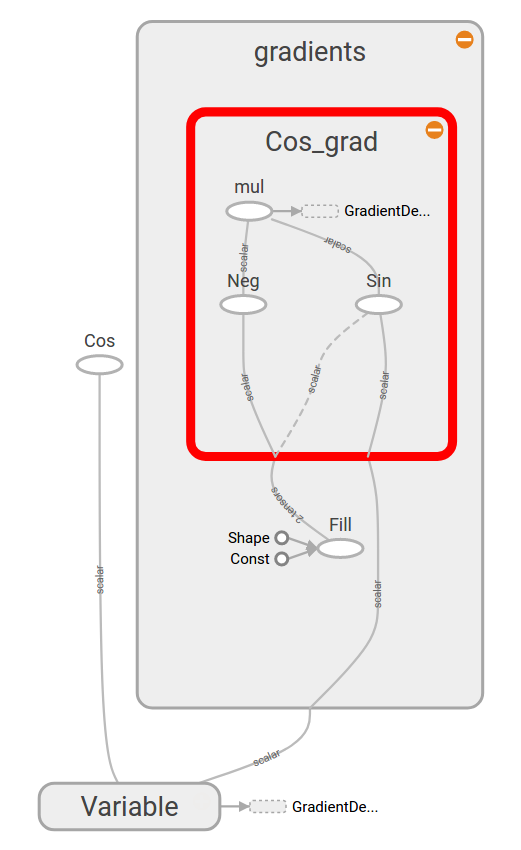 gradients
Cos_grad
mul
GradientDe...
scalar
scalar
Neg
Sin
Cos
scalar
scalar
scalar
2 tensors
Fill
Shape
Const
scalar
scalar
scalar
Variable
GradientDe...